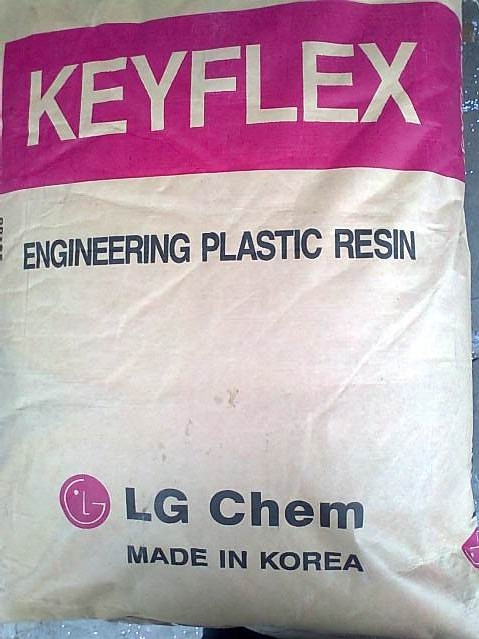 KEYFLEX
ENGINEERING PLASTIC RESIN
LG Chem
MADE IN KOREA